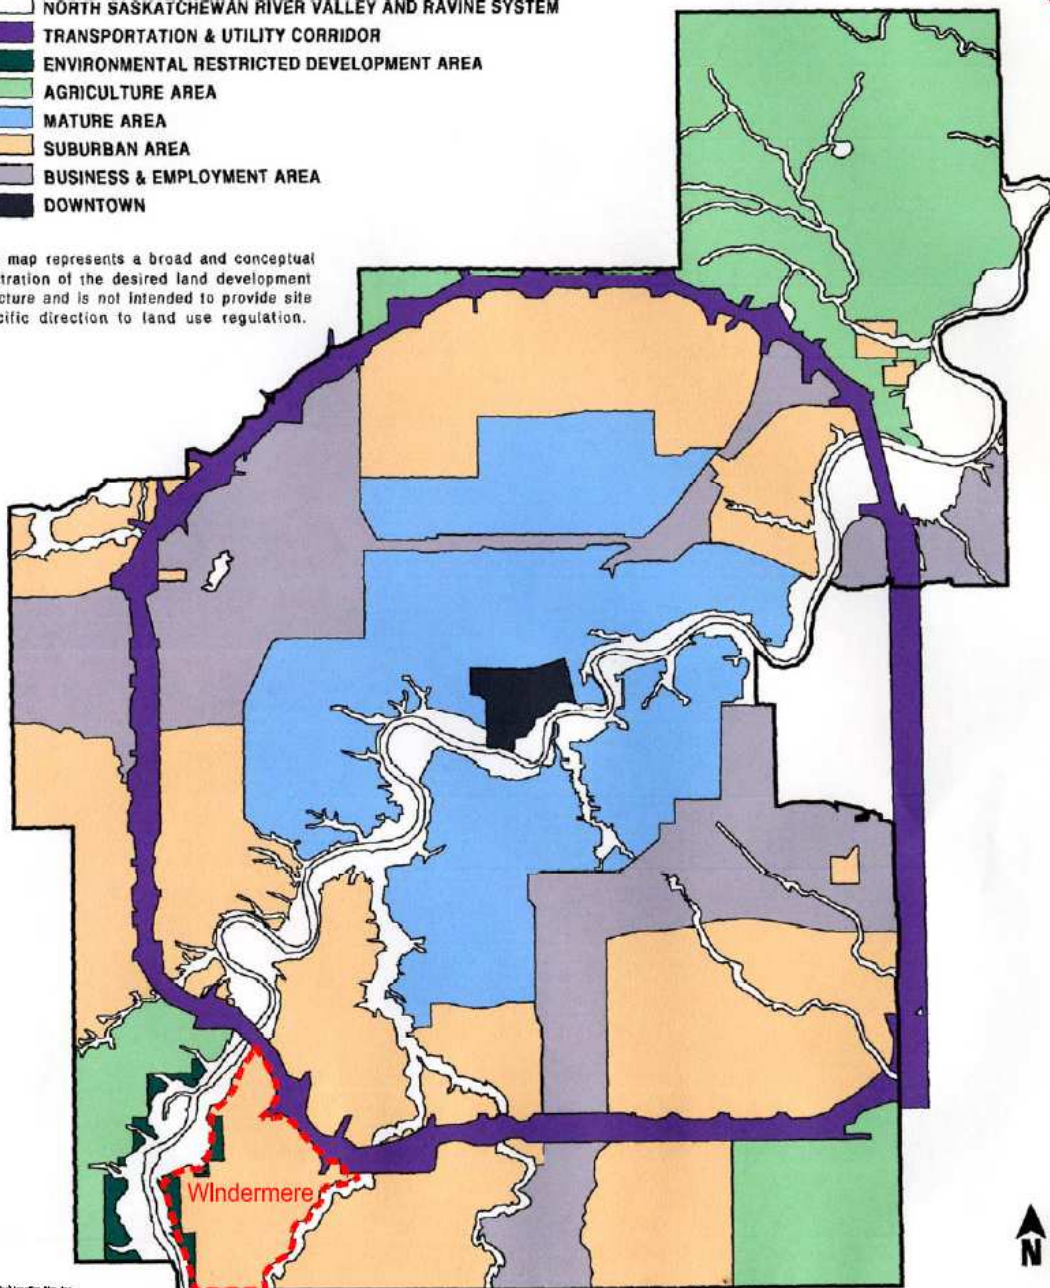 NORTH SASKATCHEWAN RIVER VALLEY AND RAVINE SYSTEM
TRANSPORTATION & UTILITY CORRIDOR
ENVIRONMENTAL RESTRICTED DEVELOPMENT AREA
AGRICULTURE AREA
MATURE AREA
SUBURBAN AREA
BUSINESS & EMPLOYMENT AREA
DOWNTOWN
map represents a broad and conceptual
tration of the desired land development
cture and is not intended to provide site
cific direction to land use regulation.
Windermere
N